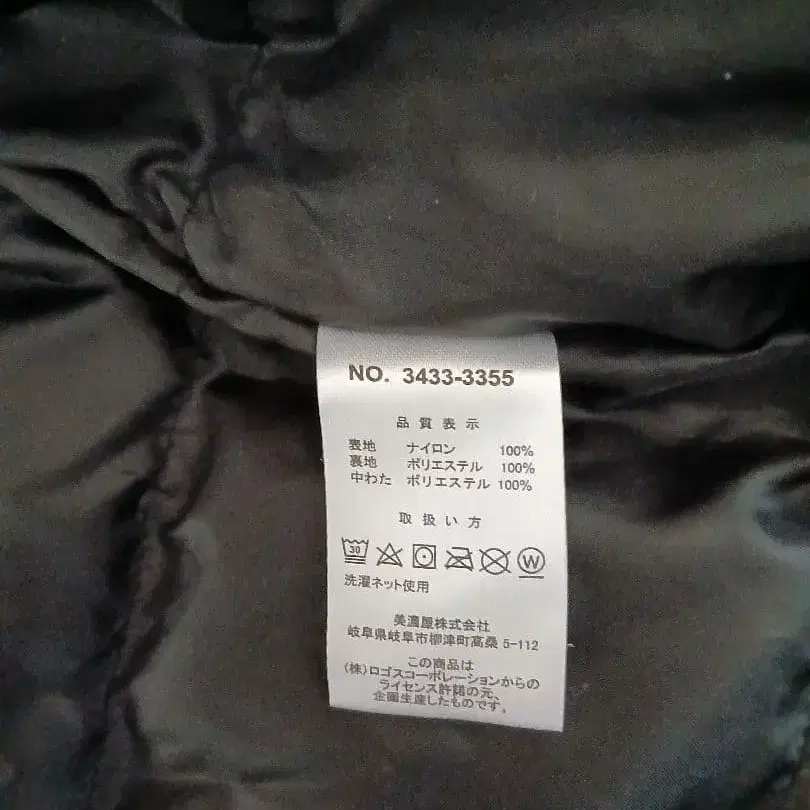 NO. 3433-3355
品質表示
表地 ナイロン 100%
裏地 ポリエステル 100%
中わた ポリエステル 100%
取扱い方
30 W
洗濯ネット使用
美濃屋株式会社
岐阜県岐阜市柳津町高桑 5-112
この商品は
(株)ロゴスコーポレーションからの
ライセンス許諾の元、
企画生産したものです。